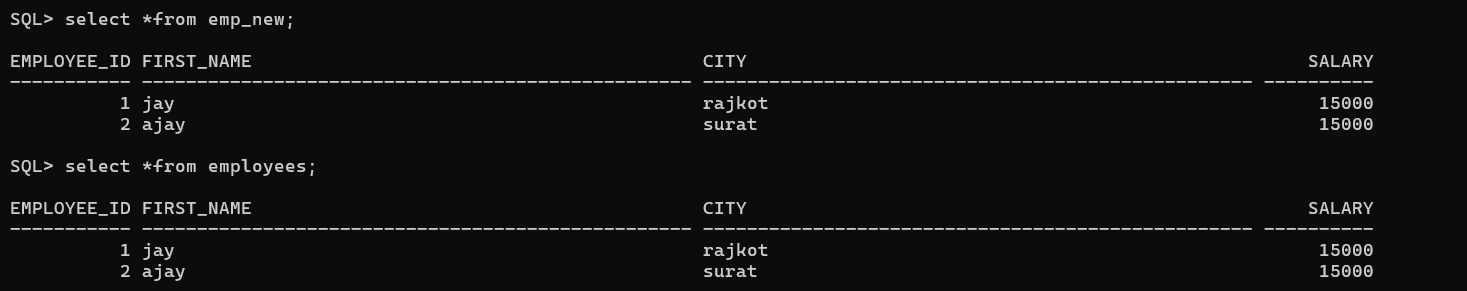 SQL> select *from emp_new;
EMPLOYEE_ID FIRST_NAME                                         CITY                                                   SALARY
----------- -------------------------------------------------- -------------------------------------------------- ----------
          1 jay                                                rajkot                                                  15000
          2 ajay                                               surat                                                   15000
SQL> select *from employees;
EMPLOYEE_ID FIRST_NAME                                         CITY                                                   SALARY
----------- -------------------------------------------------- -------------------------------------------------- ----------
          1 jay                                                rajkot                                                  15000
          2 ajay                                               surat                                                   15000